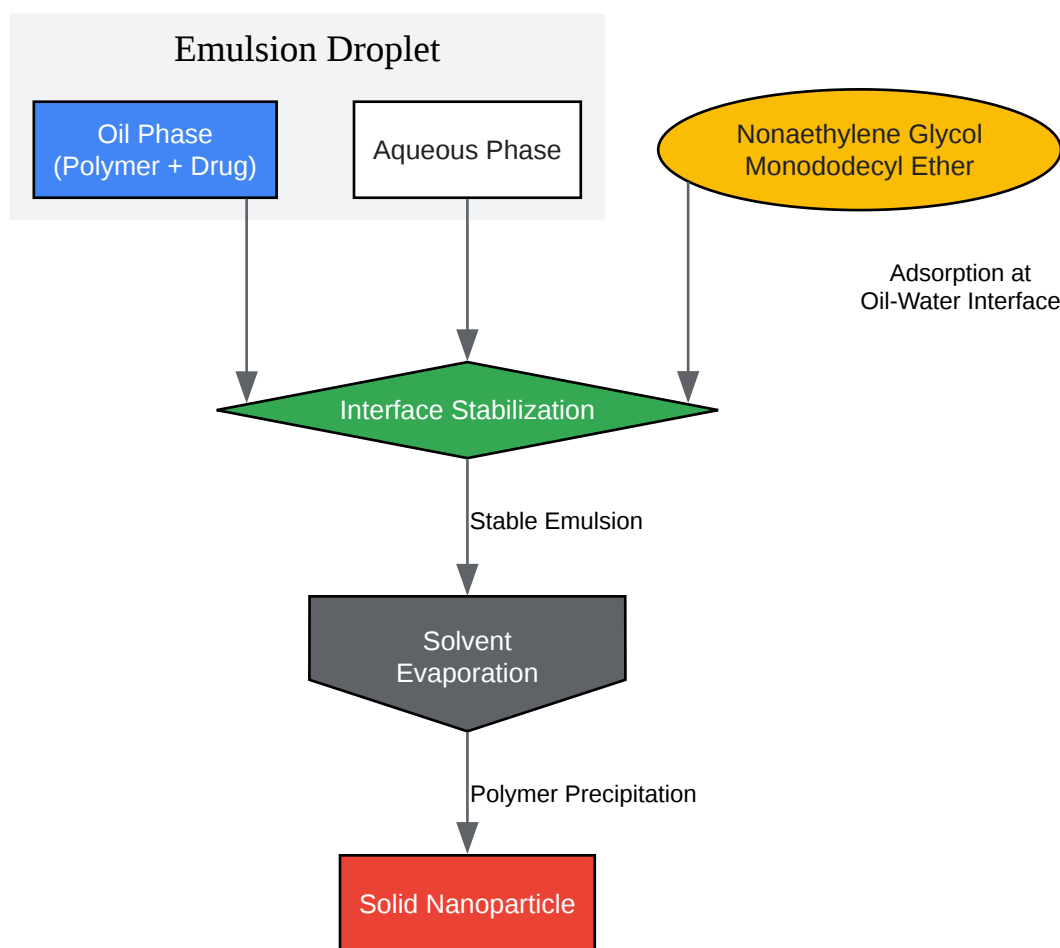 Emulsion Droplet
Oil Phase
(Polymer + Drug)
Aqueous Phase
Nonaethylene Glycol
Monododecyl Ether
Adsorption at
Oil-Water Interface
Interface Stabilization
Stable Emulsion
Solvent
Evaporation
Polymer Precipitation
Solid Nanoparticle